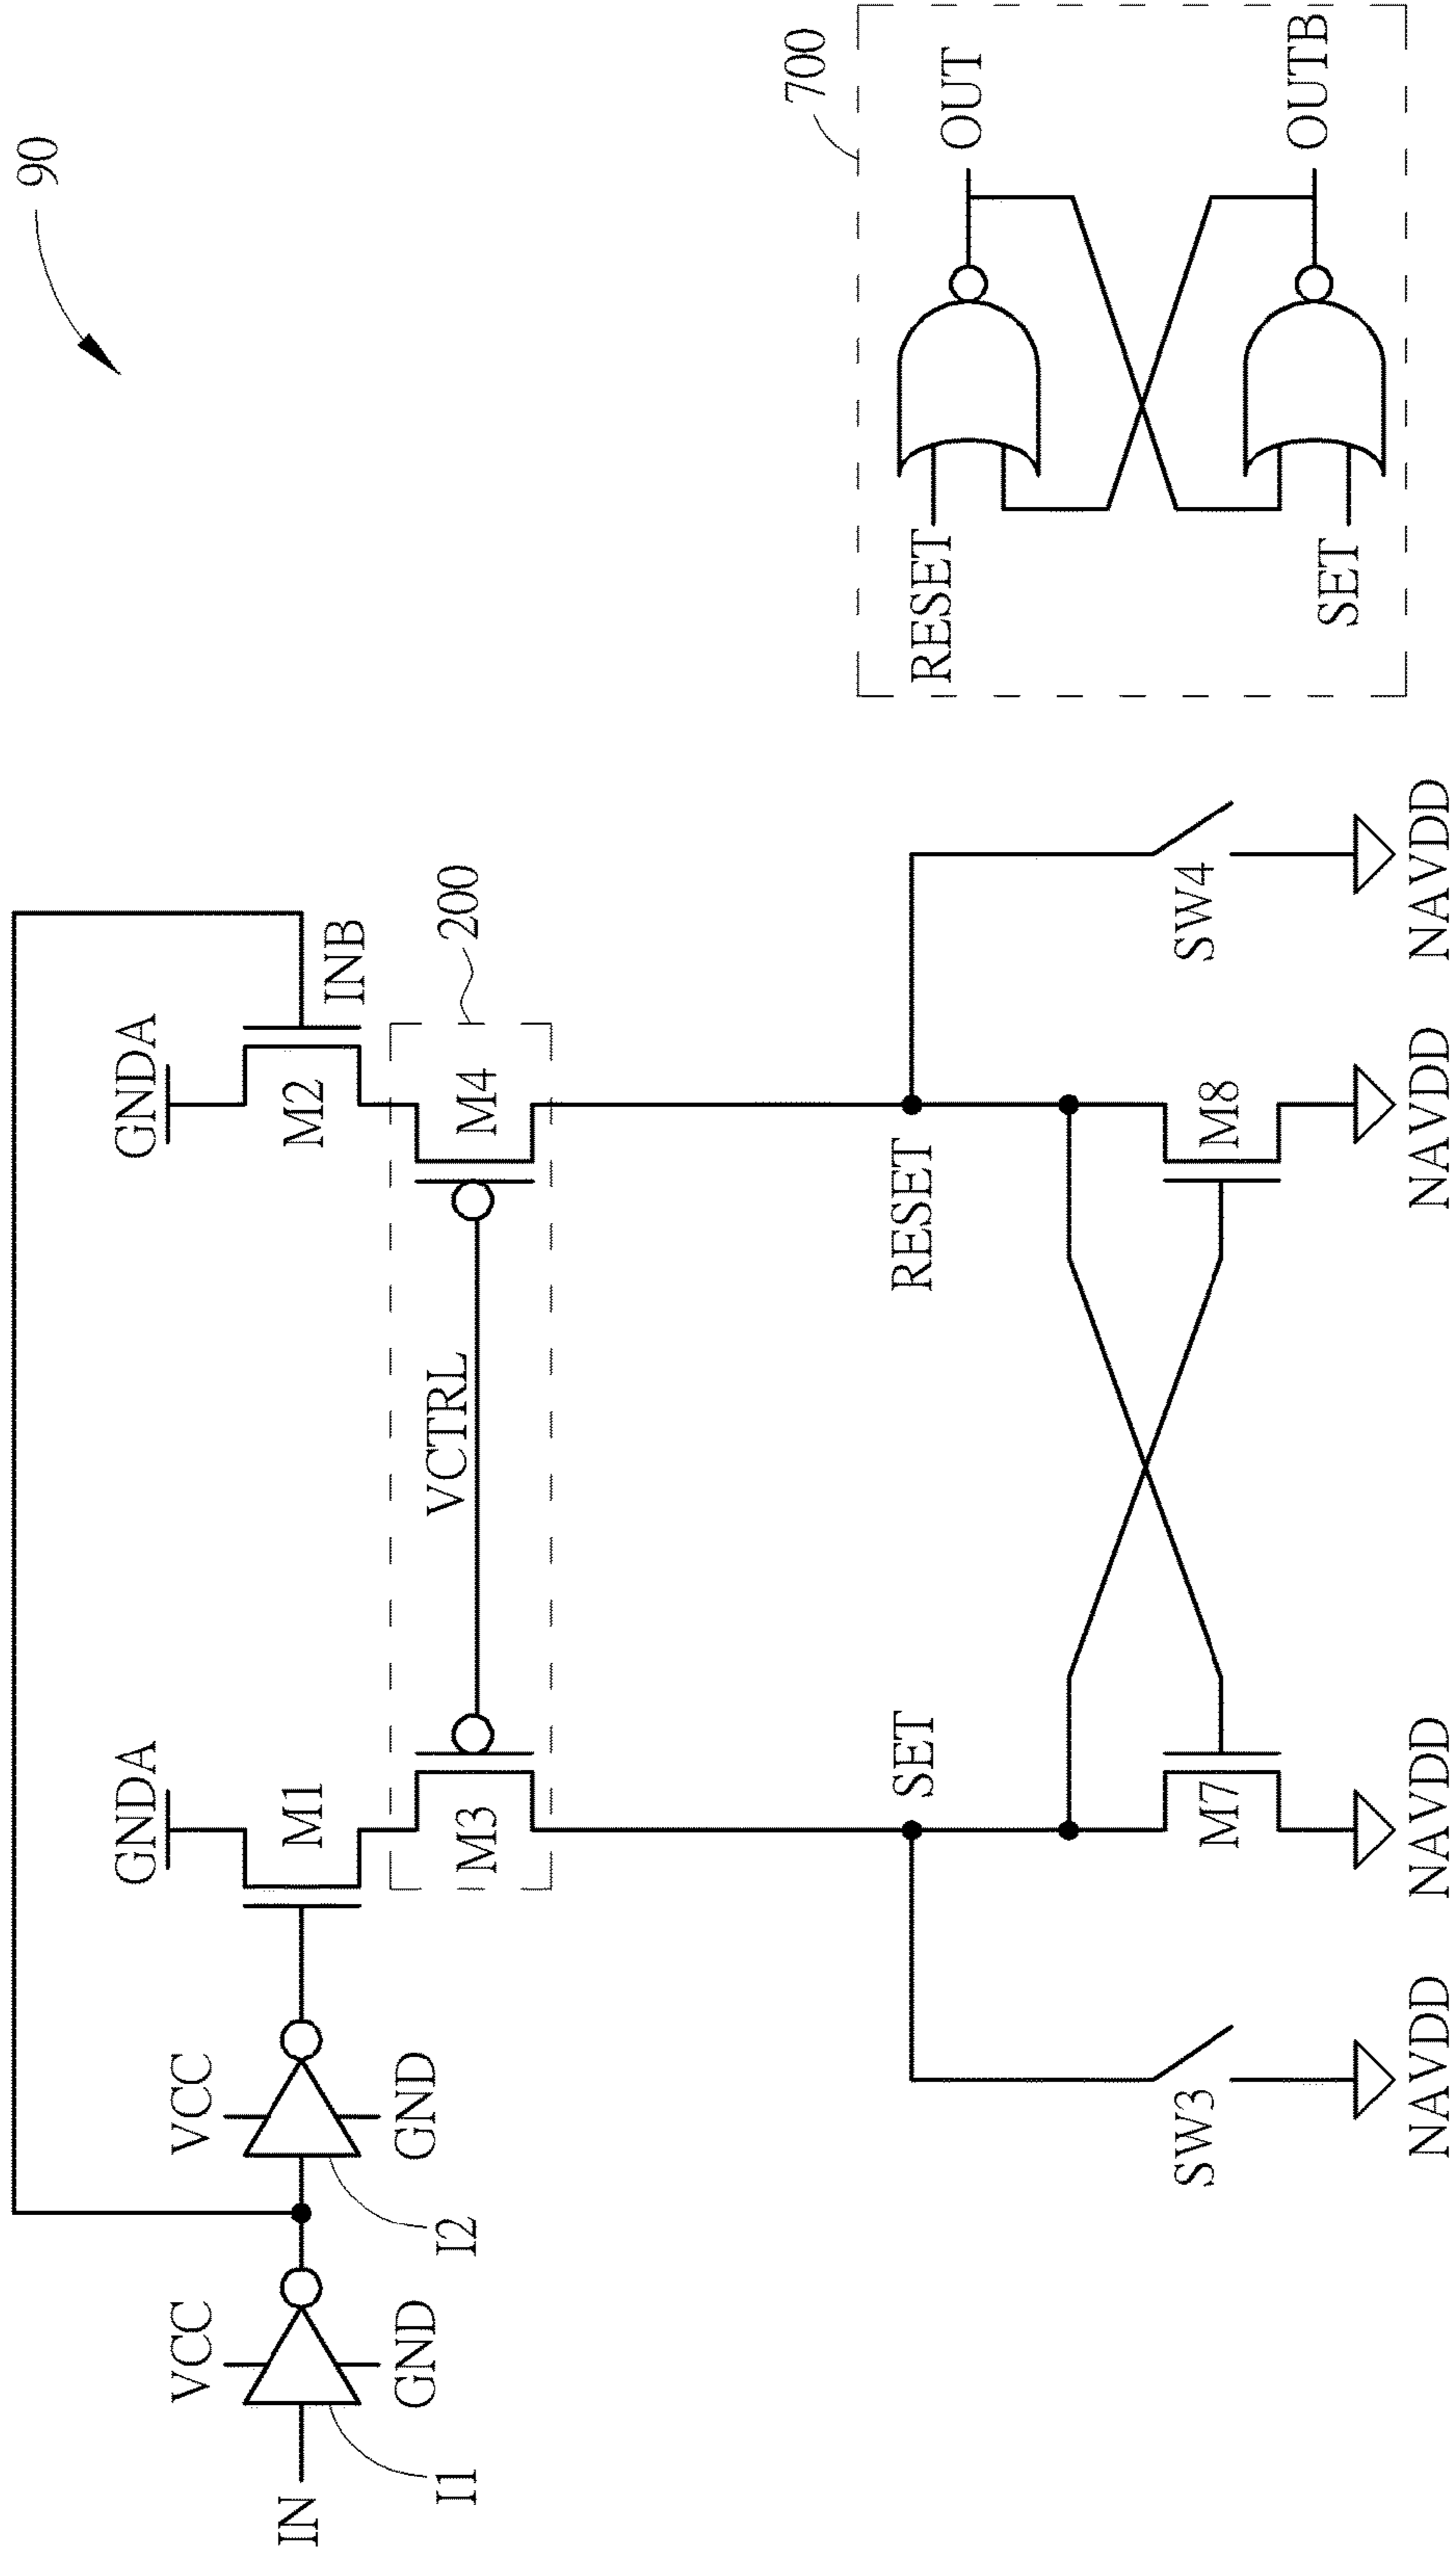 90
GNDA
GNDA
VCC
VCC
IN
I1
GND
I2
GND
M1
M2
INB
M3
VCTRL
M4
200
SET
RESET
SW3
M7
M8
SW4
NAVDD
NAVDD
NAVDD
NAVDD
700
RESET
OUT
SET
OUTB